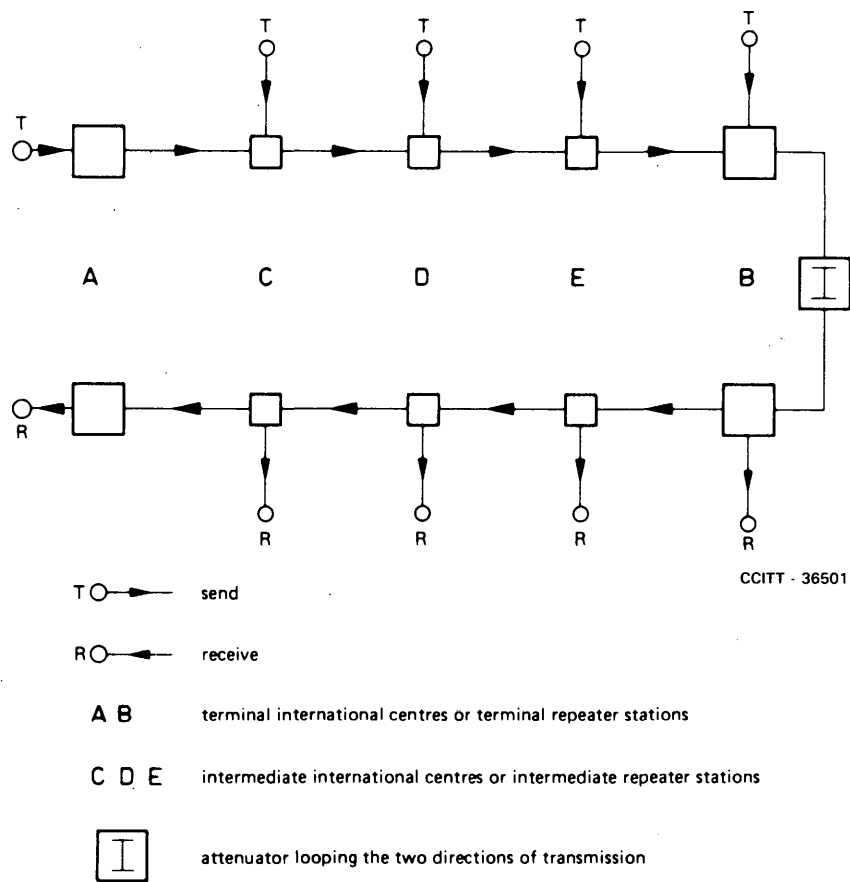 T T T T
T
A C D E B I
R
R R R R
CCITT - 36501
T send
R receive
A B terminal international centres or terminal repeater stations
C D E intermediate international centres or intermediate repeater stations
I attenuator looping the two directions of transmission